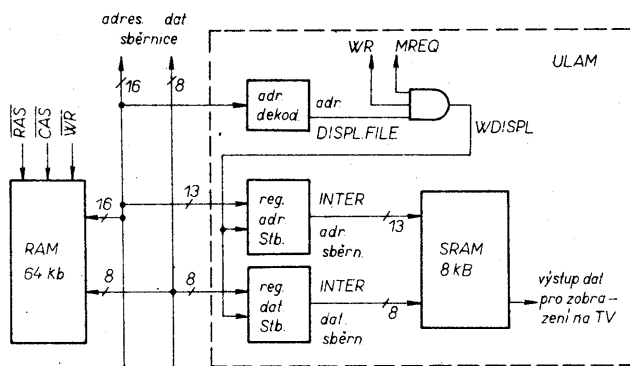 adres. dat.
sběrnice
16
8
WR
MREQ
ULAM
RAS
CAS
WR
adr.
dekod.
adr.
DISPL.FILE
WDISPL
RAM
64 kb
16
13
reg.
adr
Stb.
INTER
13
adr.
sběrn.
SRAM
8 kB
8
8
reg.
dat.
Stb.
INTER
8
dat.
sběrn.
výstup dat
pro zobra-
zení na TV